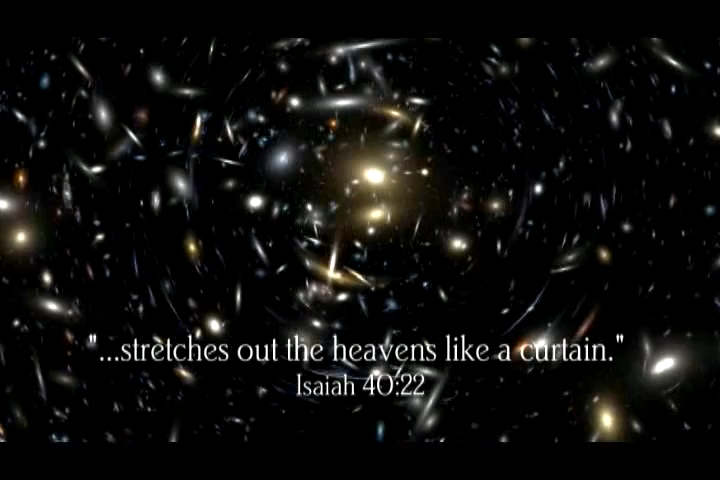 "...stretches out the heavens like a curtain."
Isaiah 40:22